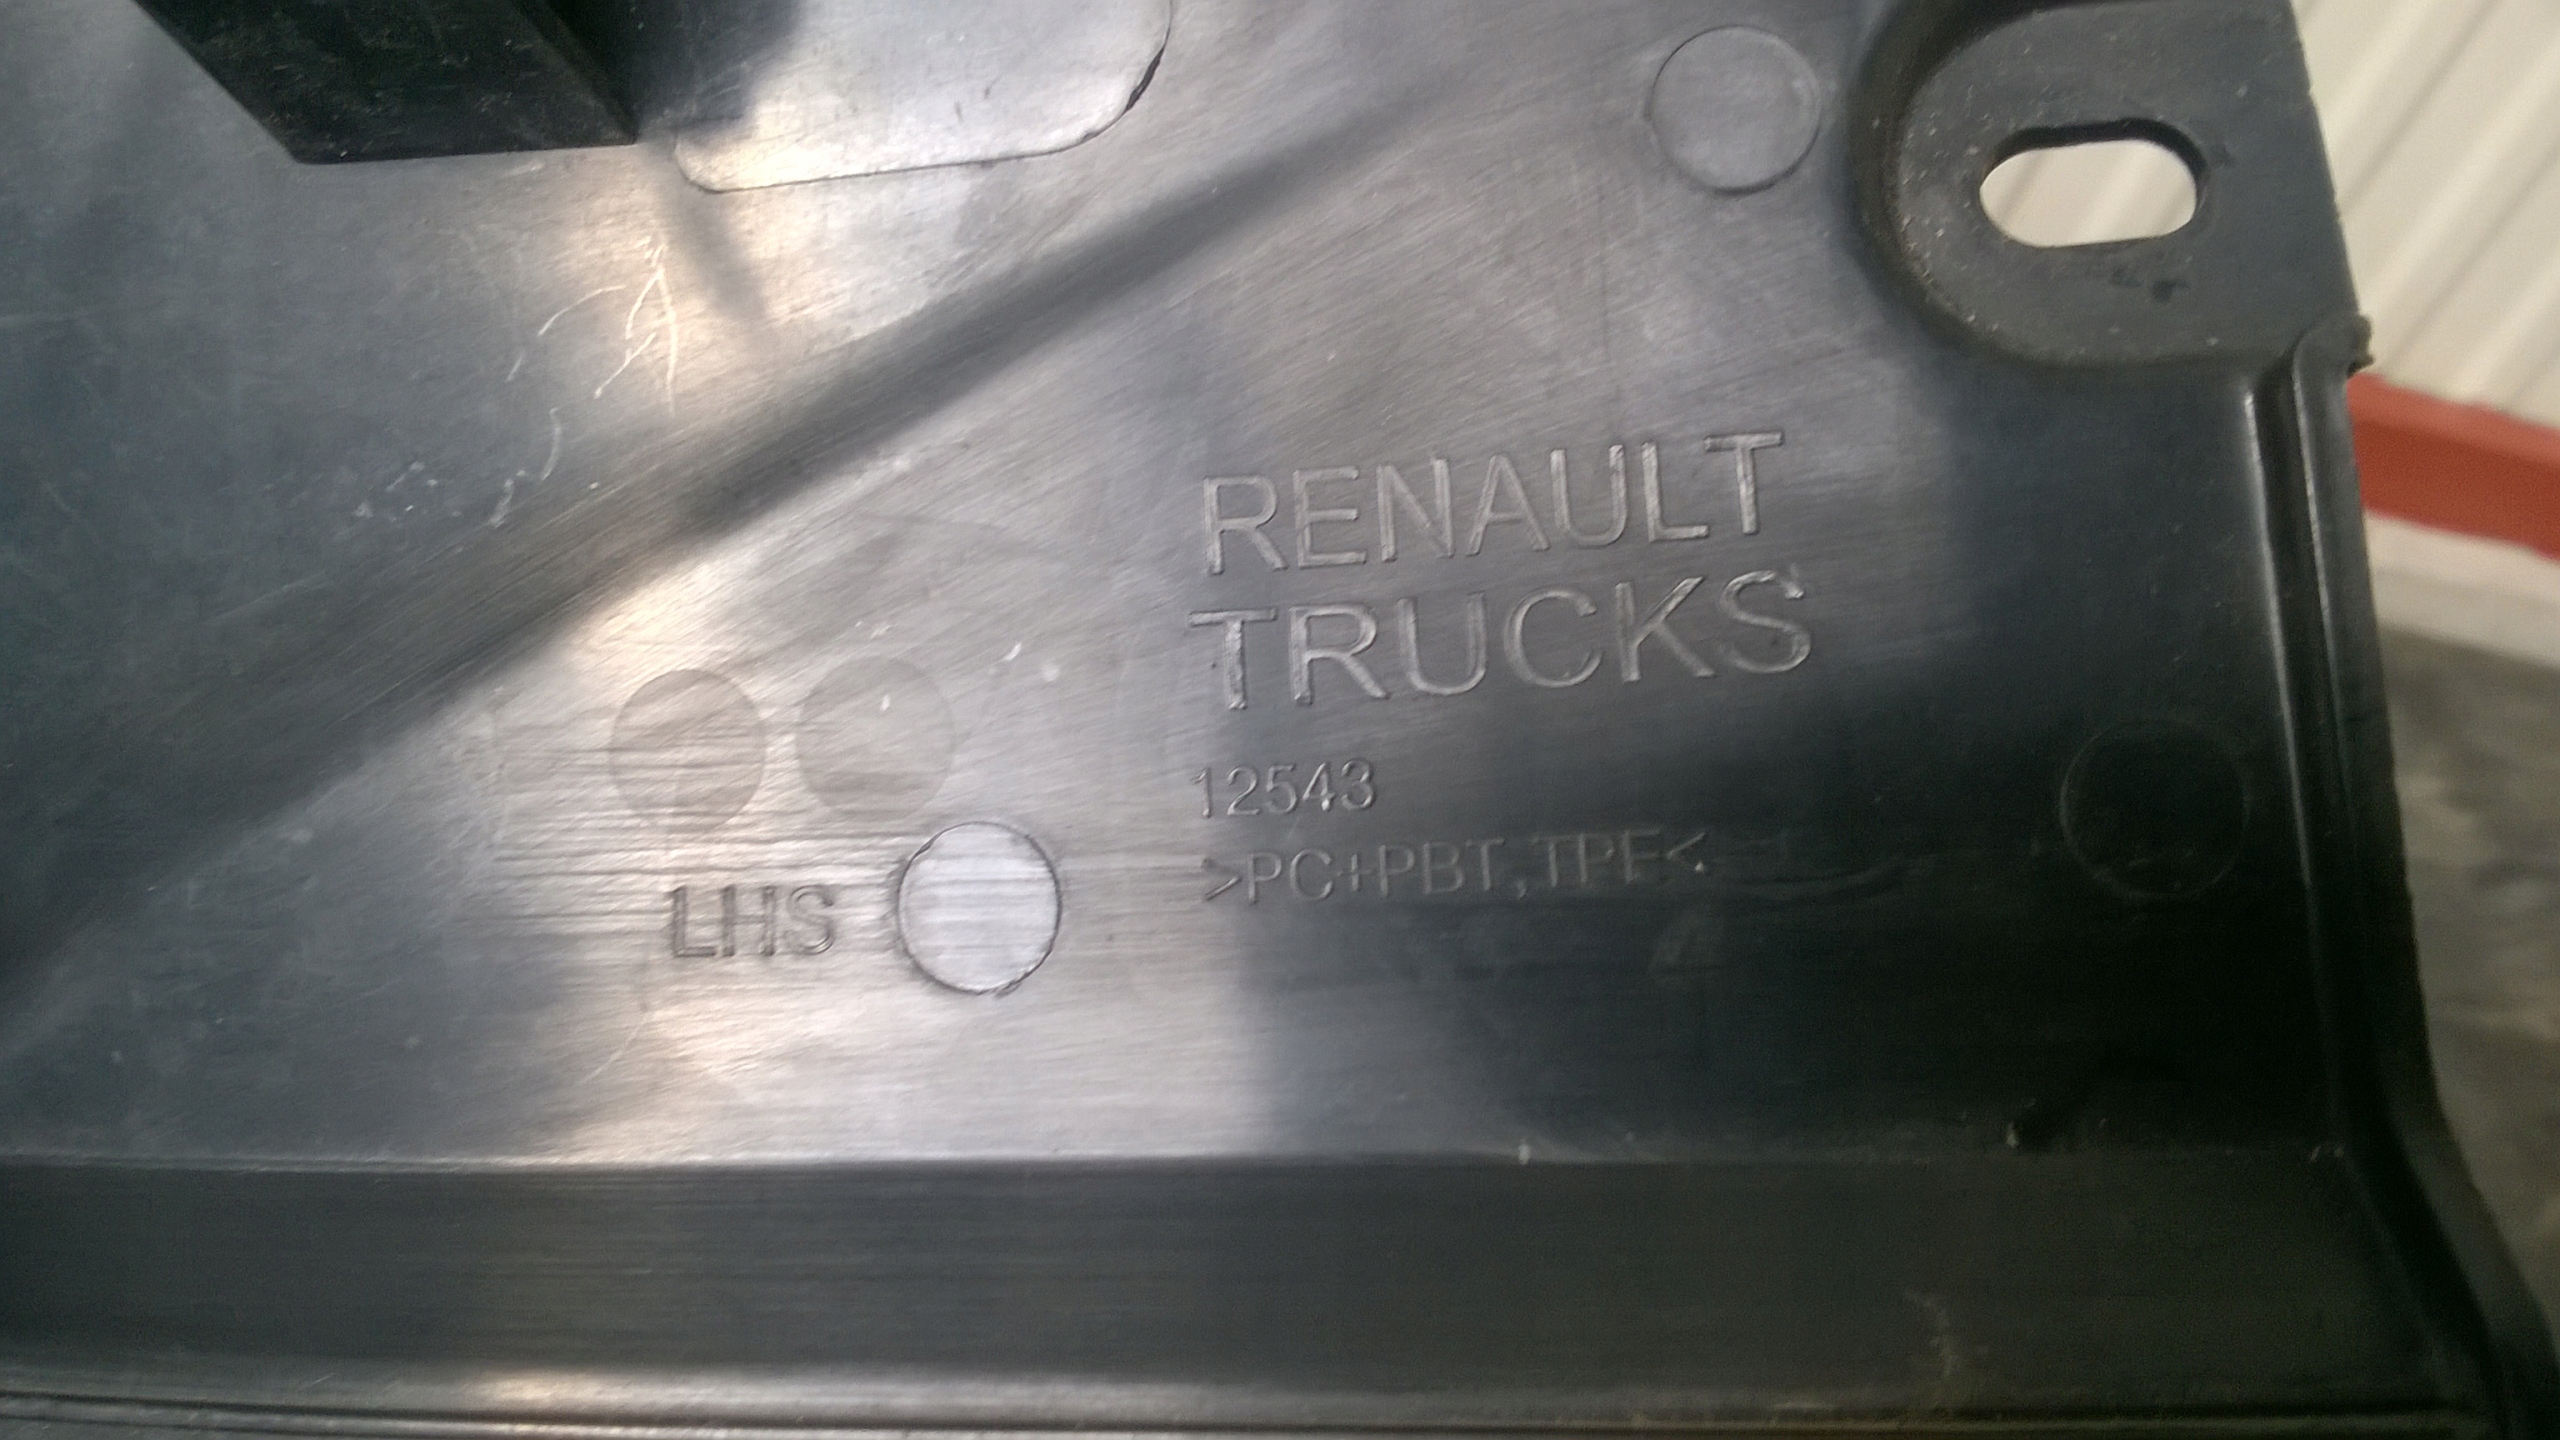 RENAULT
TRUCKS
12543
>PC+PBT,TPE<
LHS